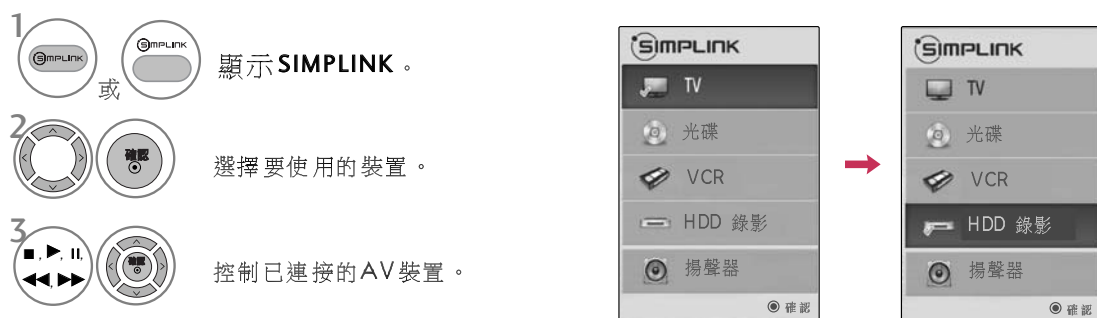 1
SIMPLINK
或
SIMPLINK
顯示SIMPLINK。
2
確認
選擇要使用的裝置。
3
■, ▶, II,
◀◀, ▶▶
確認
控制已連接的AV裝置。
SIMPLINK
TV
光碟
VCR
HDD 錄影
揚聲器
◉ 確認
SIMPLINK
TV
光碟
VCR
HDD 錄影
揚聲器
◉ 確認